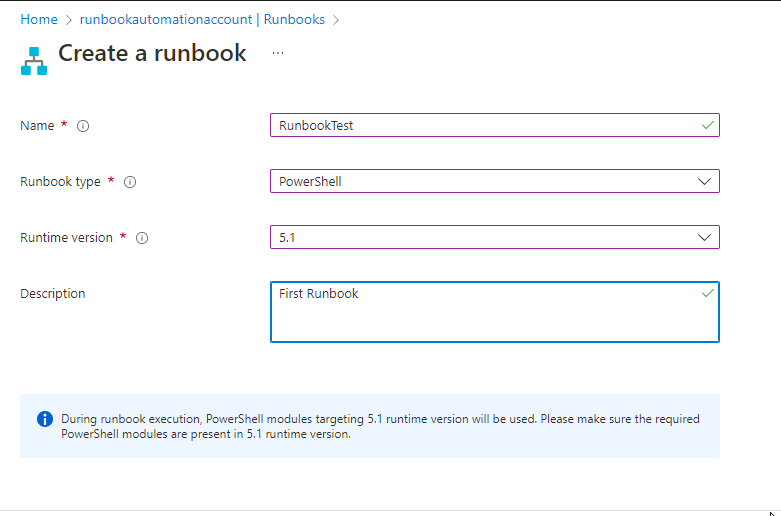 Home > runbookautomationaccount | Runbooks >
Create a runbook ...
Name *
RunbookTest
Runbook type *
PowerShell
Runtime version *
5.1
Description
First Runbook
During runbook execution, PowerShell modules targeting 5.1 runtime version will be used. Please make sure the required
PowerShell modules are present in 5.1 runtime version.